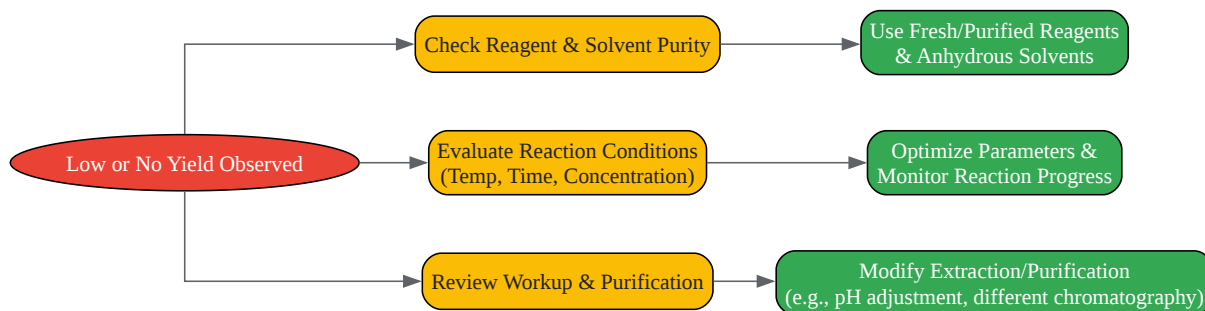 Check Reagent & Solvent Purity
Use Fresh/Purified Reagents
& Anhydrous Solvents
Low or No Yield Observed
Evaluate Reaction Conditions
(Temp, Time, Concentration)
Optimize Parameters &
Monitor Reaction Progress
Review Workup & Purification
Modify Extraction/Purification
(e.g., pH adjustment, different chromatography)